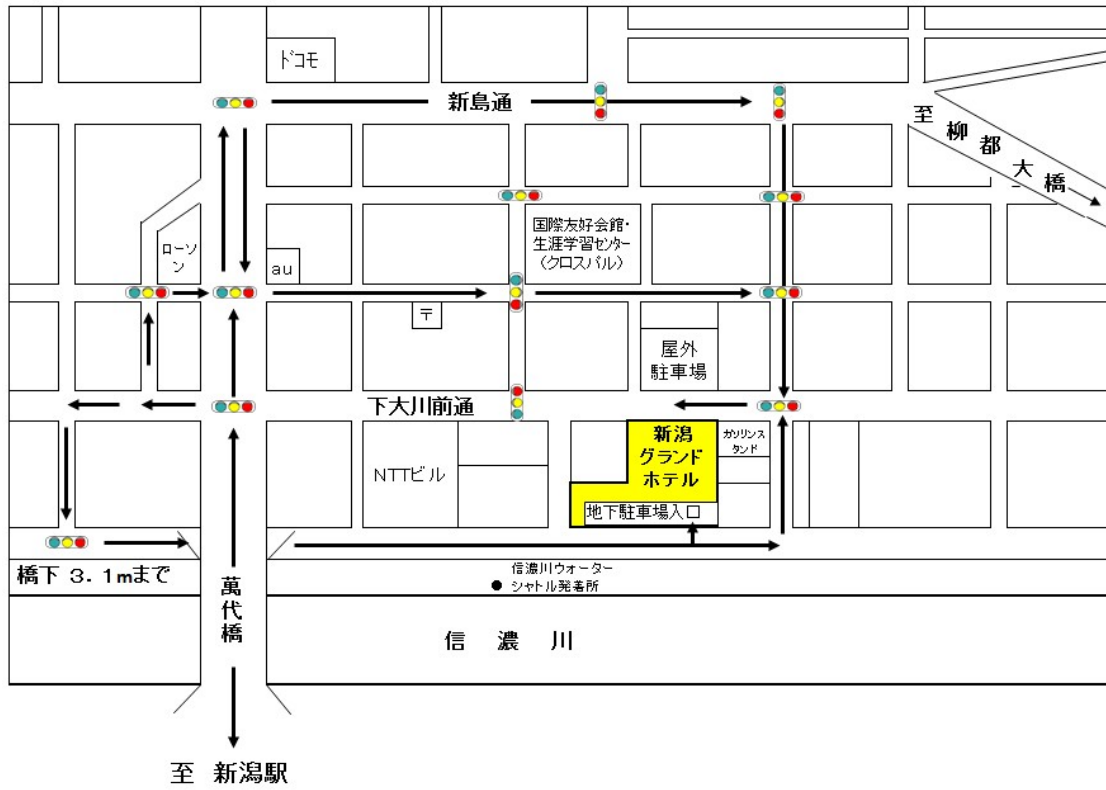 ドコモ
新島通
至柳都大橋
国際友好会館・
生涯学習センター
(クロスパル)
ローソ
ン
au
〒
屋外
駐車場
下大川前通
新潟
グランド
ホテル
ガソリンス
タンド
NTTビル
地下駐車場入口
橋下 3.1mまで
萬代橋
信濃川ウォーター
● シャトル発着所
信濃川
至 新潟駅